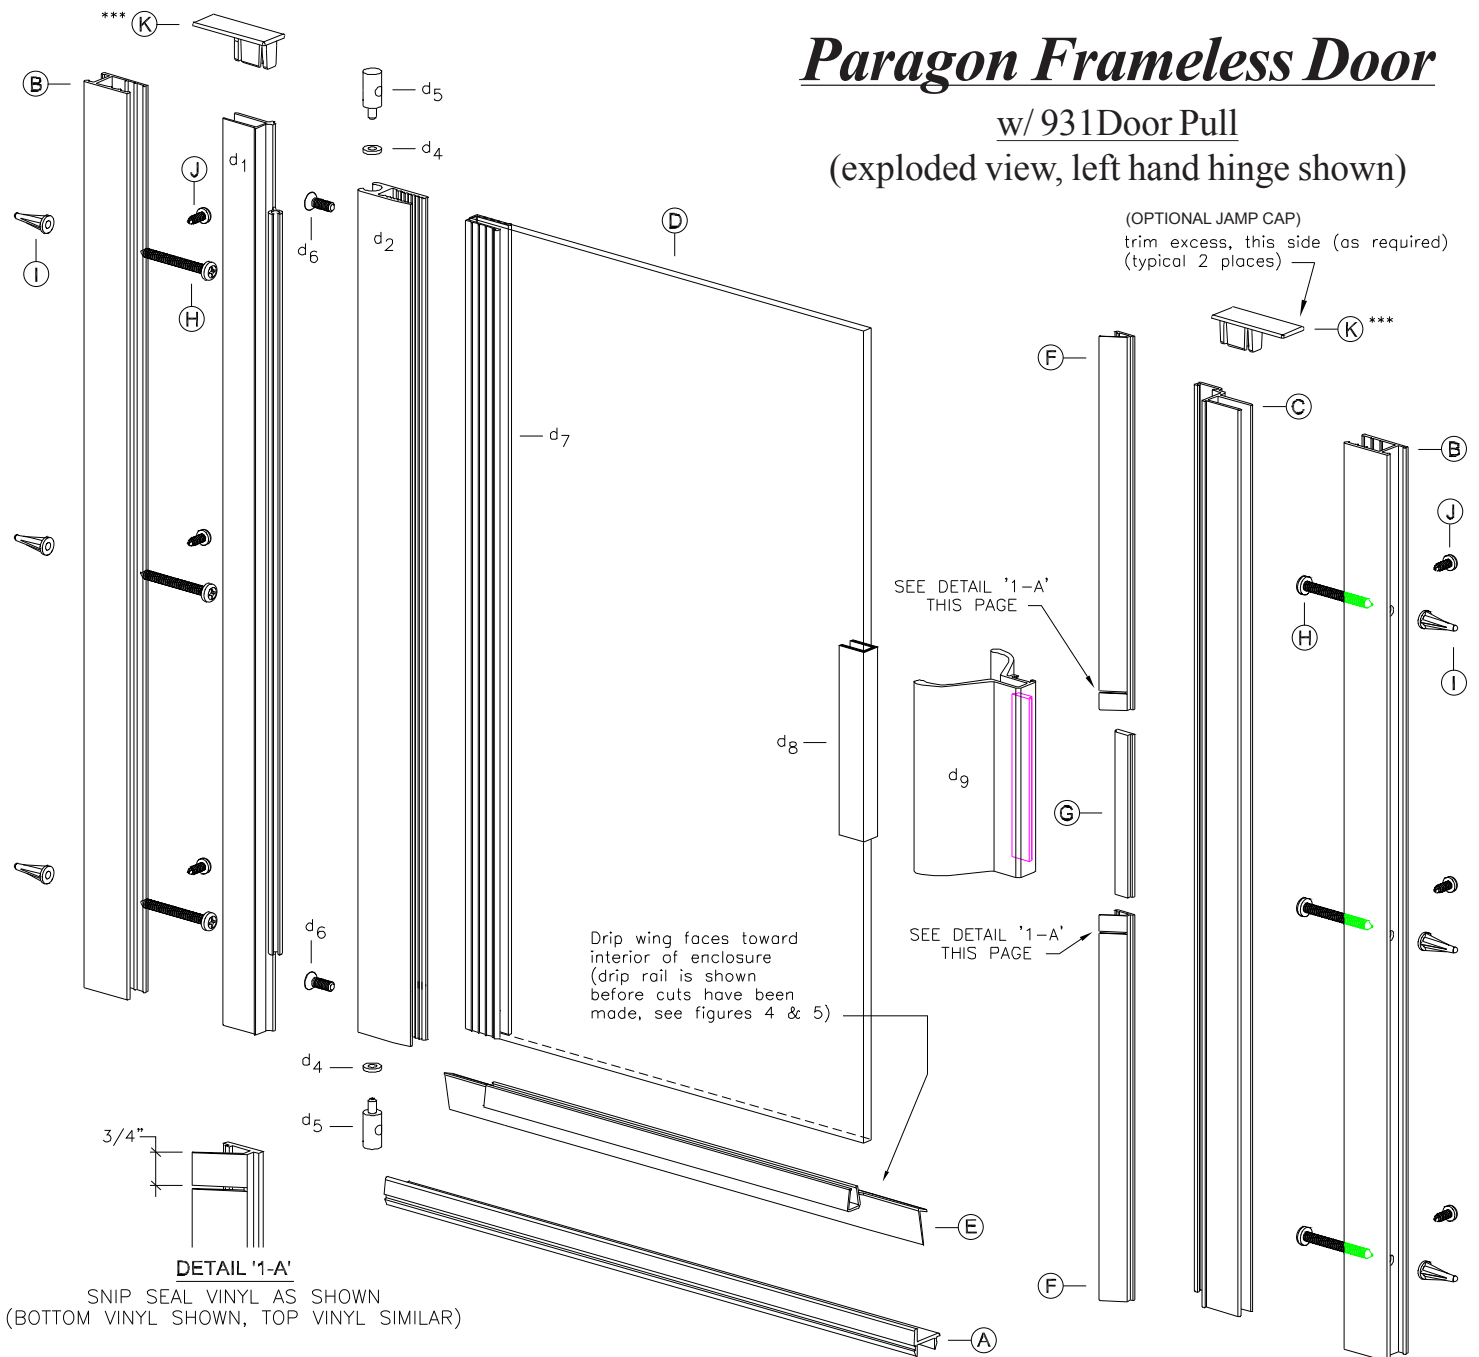 Paragon Frameless Door
w/ 931Door Pull
(exploded view, left hand hinge shown)
*** K
B
d5
d4
d1
J
d2
d6
I
H
D
(OPTIONAL JAMP CAP)
trim excess, this side (as required)
(typical 2 places)
K ***
F
C
d7
B
J
SEE DETAIL '1-A'
THIS PAGE
H
I
d8
d9
G
d6
Drip wing faces toward
interior of enclosure
(drip rail is shown
before cuts have been
made, see figures 4 & 5)
SEE DETAIL '1-A'
THIS PAGE
d4
d5
3/4"
E
DETAIL '1-A'
SNIP SEAL VINYL AS SHOWN
(BOTTOM VINYL SHOWN, TOP VINYL SIMILAR)
F
A